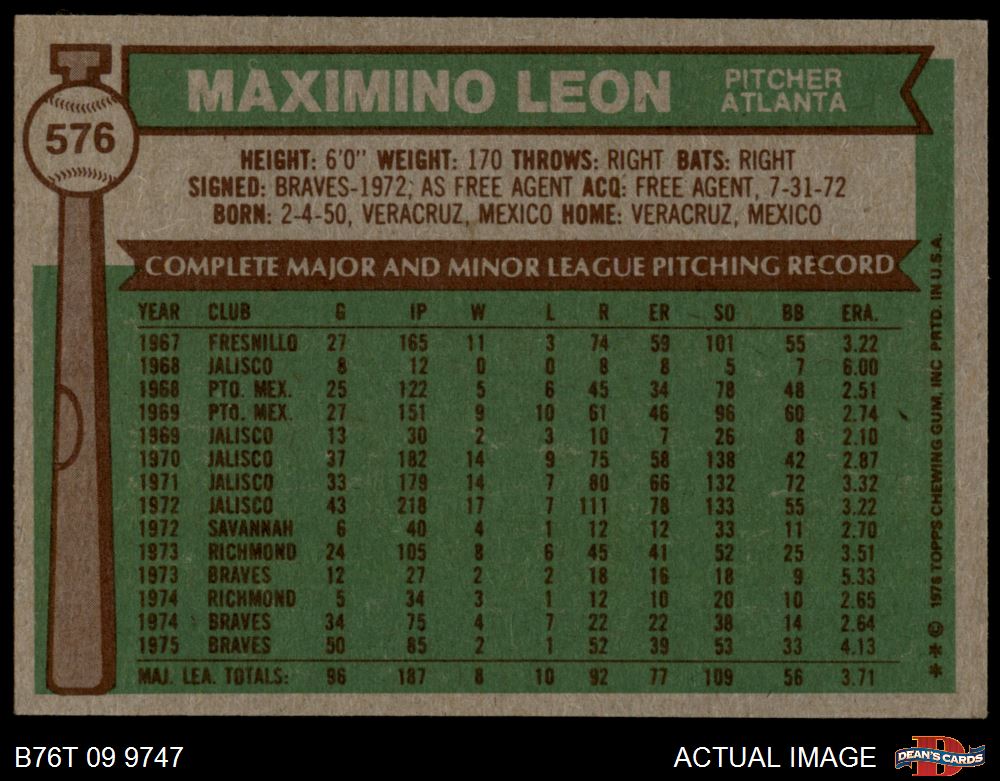 576
MAXIMINO LEON
PITCHER
ATLANTA
HEIGHT: 6'0" WEIGHT: 170 THROWS: RIGHT BATS: RIGHT
SIGNED: BRAVES-1972; AS FREE AGENT ACQ: FREE AGENT, 7-31-72
BORN: 2-4-50, VERACRUZ, MEXICO HOME: VERACRUZ, MEXICO
COMPLETE MAJOR AND MINOR LEAGUE PITCHING RECORD
YEAR CLUB G IP W L R ER SO BB ERA.
1967 FRESNILLO 27 165 11 3 74 59 101 55 3.22
1968 JALISCO 8 12 0 0 8 8 5 7 6.00
1968 PTO. MEX. 25 122 5 6 45 34 78 48 2.51
1969 PTO. MEX. 27 151 9 10 61 46 96 60 2.74
1969 JALISCO 13 30 2 3 10 7 26 8 2.10
1970 JALISCO 37 182 14 9 75 58 138 42 2.87
1971 JALISCO 33 179 14 7 80 66 132 72 3.32
1972 JALISCO 43 218 17 7 111 78 133 55 3.22
1972 SAVANNAH 6 40 4 1 12 12 33 11 2.70
1973 RICHMOND 24 105 8 6 45 41 52 25 3.51
1973 BRAVES 12 27 2 2 18 16 18 9 5.33
1974 RICHMOND 5 34 3 1 12 10 20 10 2.65
1974 BRAVES 34 75 4 7 22 22 38 14 2.64
1975 BRAVES 50 85 2 1 52 39 53 33 4.13
MAJ. LEA. TOTALS: 96 187 8 10 92 77 109 56 3.71
** © 1976 TOPPS CHEWING GUM, INC PRTD. IN U.S.A.
B76T 09 9747
ACTUAL IMAGE
D
DEAN'S CARDS